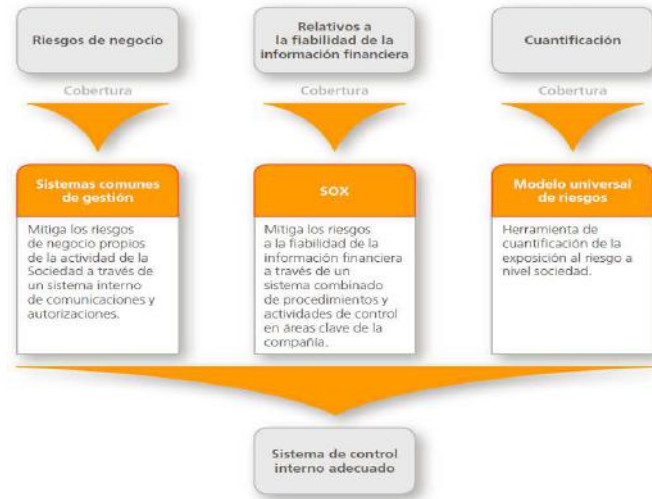 Riesgos de negocio
Relativos a
la fiabilidad de la
información financiera
Cuantificación
Cobertura
Cobertura
Cobertura
Sistemas comunes
de gestión
Mitiga los riesgos
de negocio propios
de la actividad de la
Sociedad a través de
un sistema interno
de comunicaciones y
autorizaciones.
SOX
Mitiga los riesgos
a la fiabilidad de la
información financiera
a través de un
sistema combinado
de procedimientos y
actividades de control
en áreas clave de la
compañía.
Modelo universal
de riesgos
Herramienta de
cuantificación de la
exposición al riesgo a
nivel sociedad.
Sistema de control
interno adecuado